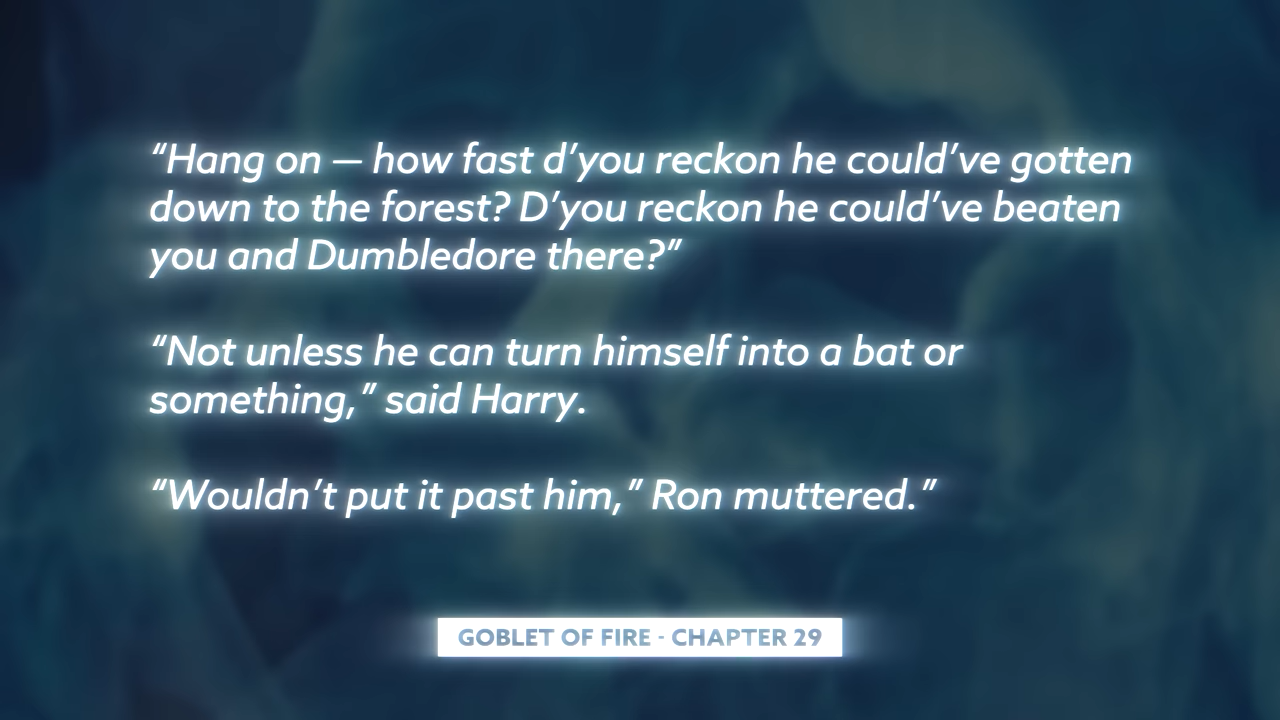 “Hang on — how fast d’you reckon he could’ve gotten
down to the forest? D’you reckon he could’ve beaten
you and Dumbledore there?”
“Not unless he can turn himself into a bat or
something,” said Harry.
“Wouldn’t put it past him,” Ron muttered.”
GOBLET OF FIRE - CHAPTER 29